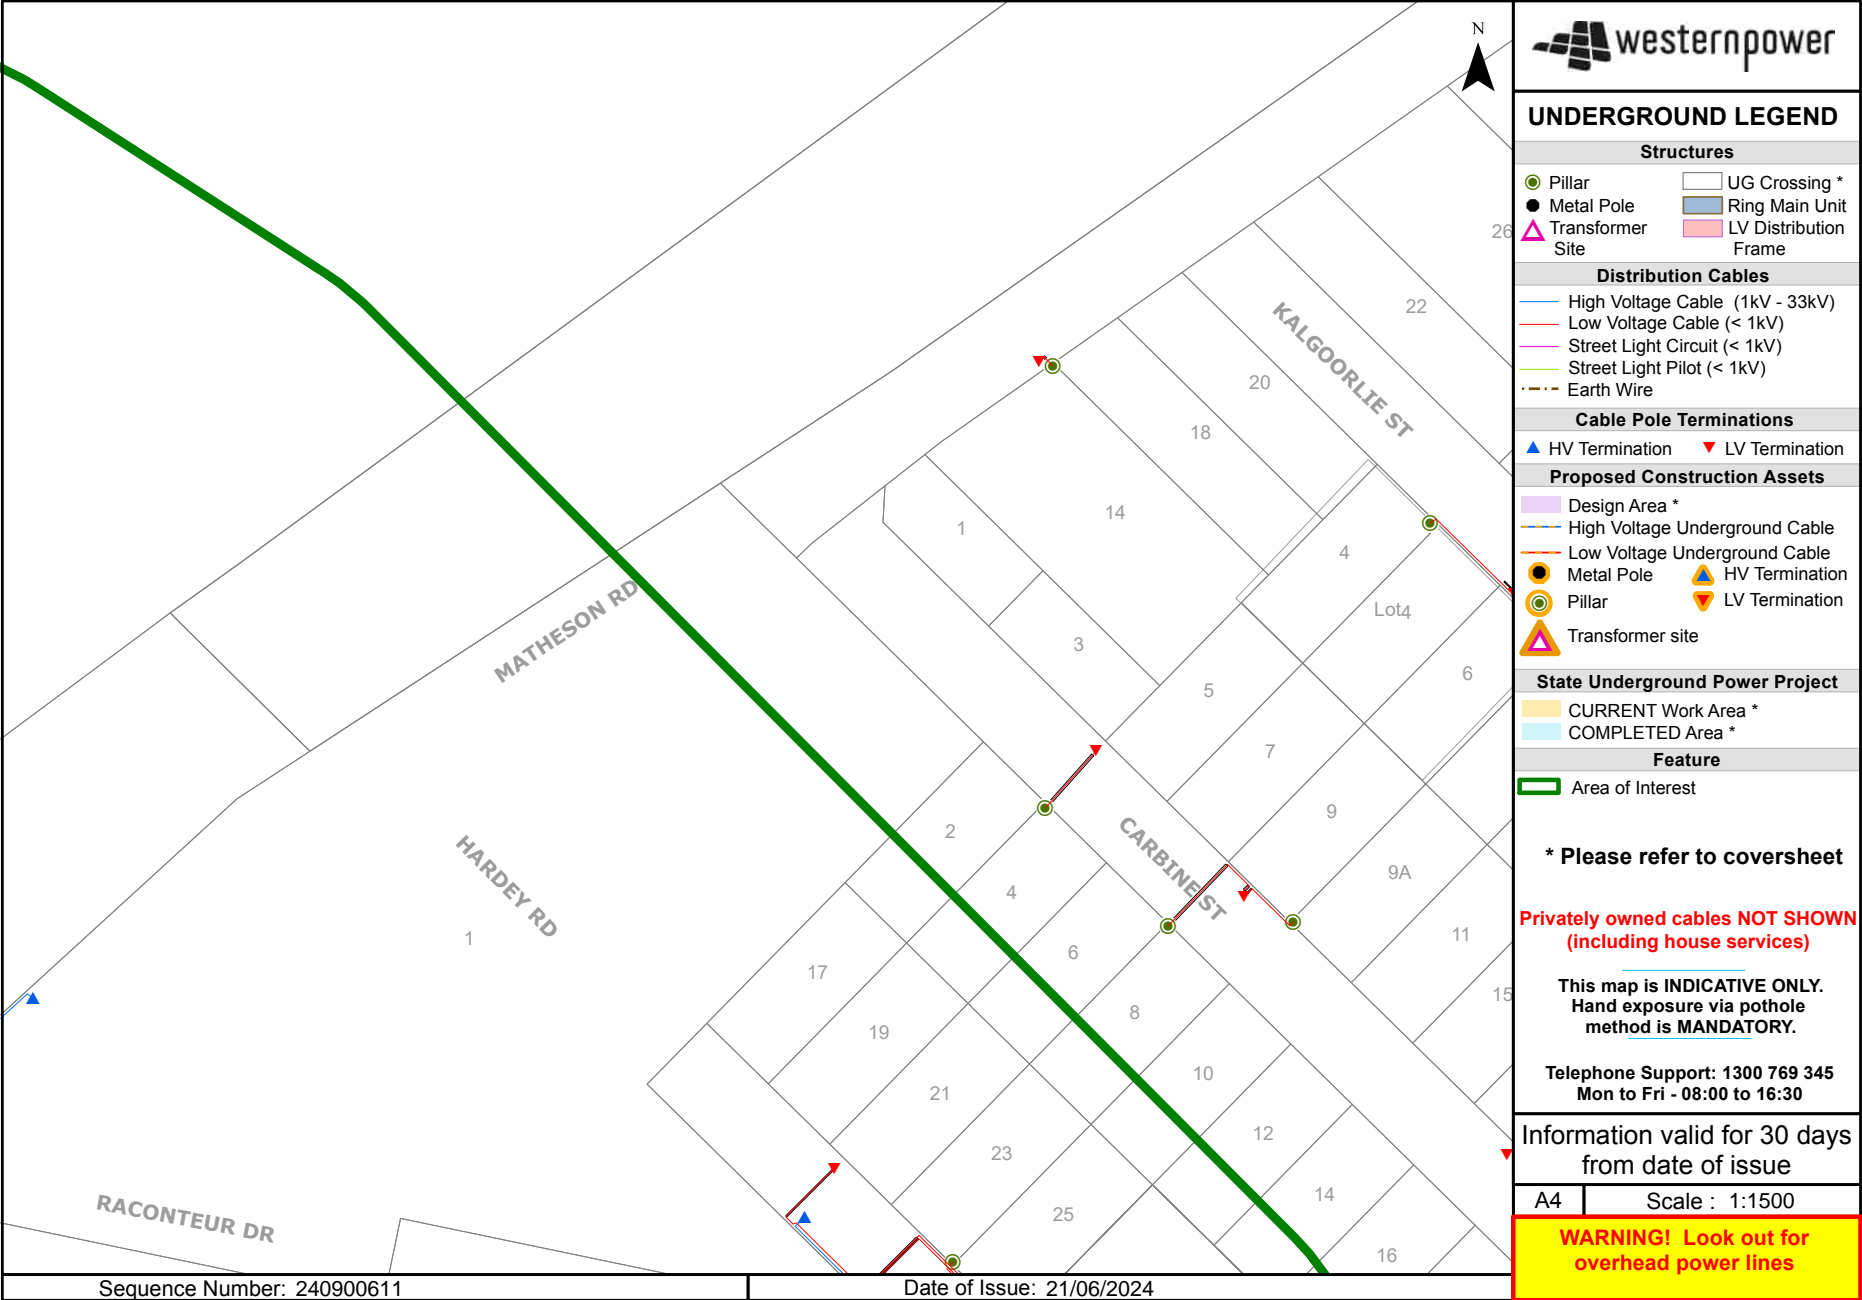 N
26
22
KALGOORLIE ST
20
18
14
1
4
Lot4
3
6
5
7
MATHESON RD
2
9
CARBINE ST
9A
4
HARDEY RD
1
11
6
17
15
8
19
10
21
12
23
14
25
RACONTEUR DR
16
Sequence Number: 240900611
Date of Issue: 21/06/2024
westernpower
UNDERGROUND LEGEND
Structures
Pillar
UG Crossing *
Metal Pole
Ring Main Unit
Transformer
Site
LV Distribution
Frame
Distribution Cables
High Voltage Cable (1kV - 33kV)
Low Voltage Cable (< 1kV)
Street Light Circuit (< 1kV)
Street Light Pilot (< 1kV)
Earth Wire
Cable Pole Terminations
HV Termination
LV Termination
Proposed Construction Assets
Design Area *
High Voltage Underground Cable
Low Voltage Underground Cable
Metal Pole
HV Termination
Pillar
LV Termination
Transformer site
State Underground Power Project
CURRENT Work Area *
COMPLETED Area *
Feature
Area of Interest
* Please refer to coversheet
Privately owned cables NOT SHOWN
(including house services)
This map is INDICATIVE ONLY.
Hand exposure via pothole
method is MANDATORY.
Telephone Support: 1300 769 345
Mon to Fri - 08:00 to 16:30
Information valid for 30 days
from date of issue
A4
Scale : 1:1500
WARNING! Look out for
overhead power lines